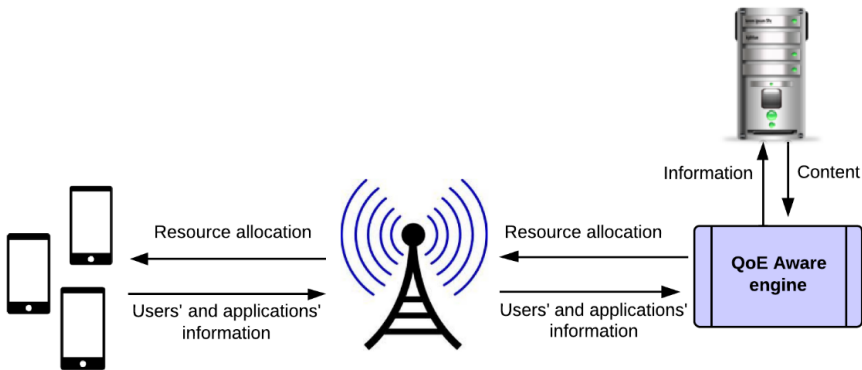 Information
Content
Resource allocation
Resource allocation
QoE Aware
engine
Users' and applications'
information
Users' and applications'
information